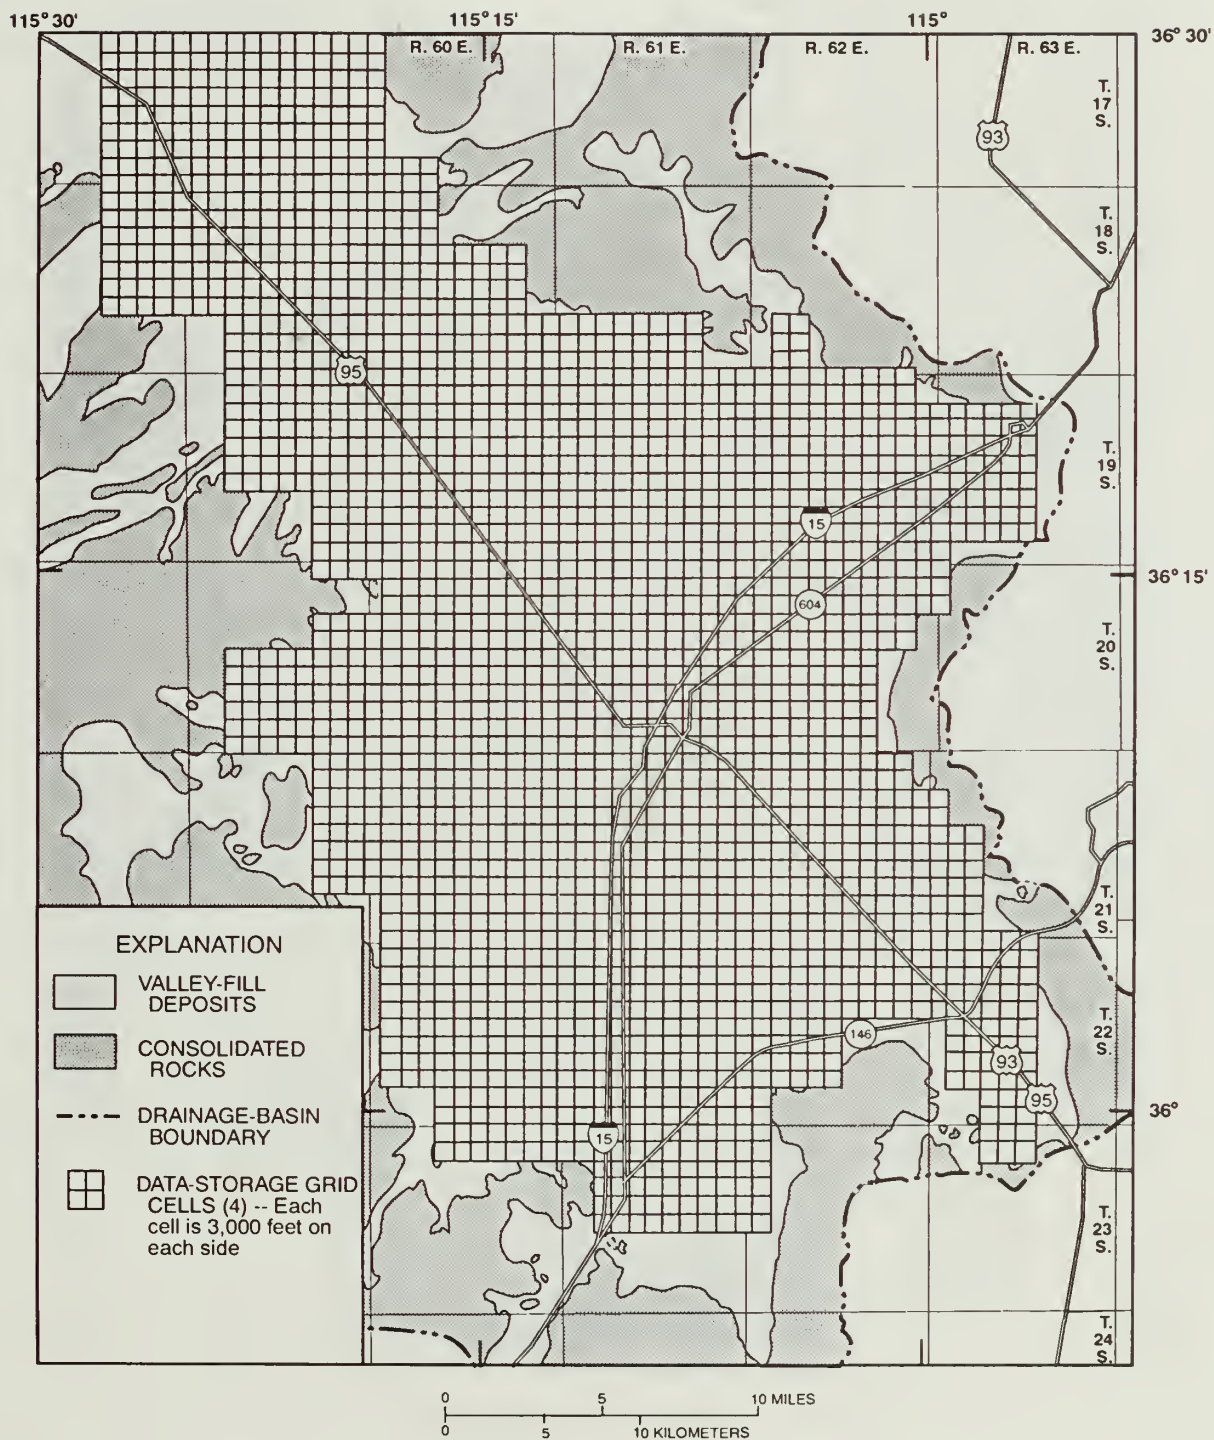 115° 30'
115° 15'
115°
R. 60 E.
R. 61 E.
R. 62 E.
R. 63 E.
36° 30'
T.
17
S.
93
T.
18
S.
95
T.
19
S.
15
36° 15'
604
T.
20
S.
T.
21
S.
EXPLANATION
VALLEY-FILL
DEPOSITS
CONSOLIDATED
ROCKS
DRAINAGE-BASIN
BOUNDARY
DATA-STORAGE GRID
CELLS (4) -- Each
cell is 3,000 feet on
each side
T.
22
S.
146
93
95
36°
15
T.
23
S.
T.
24
S.
0 5 10 MILES
0 5 10 KILOMETERS